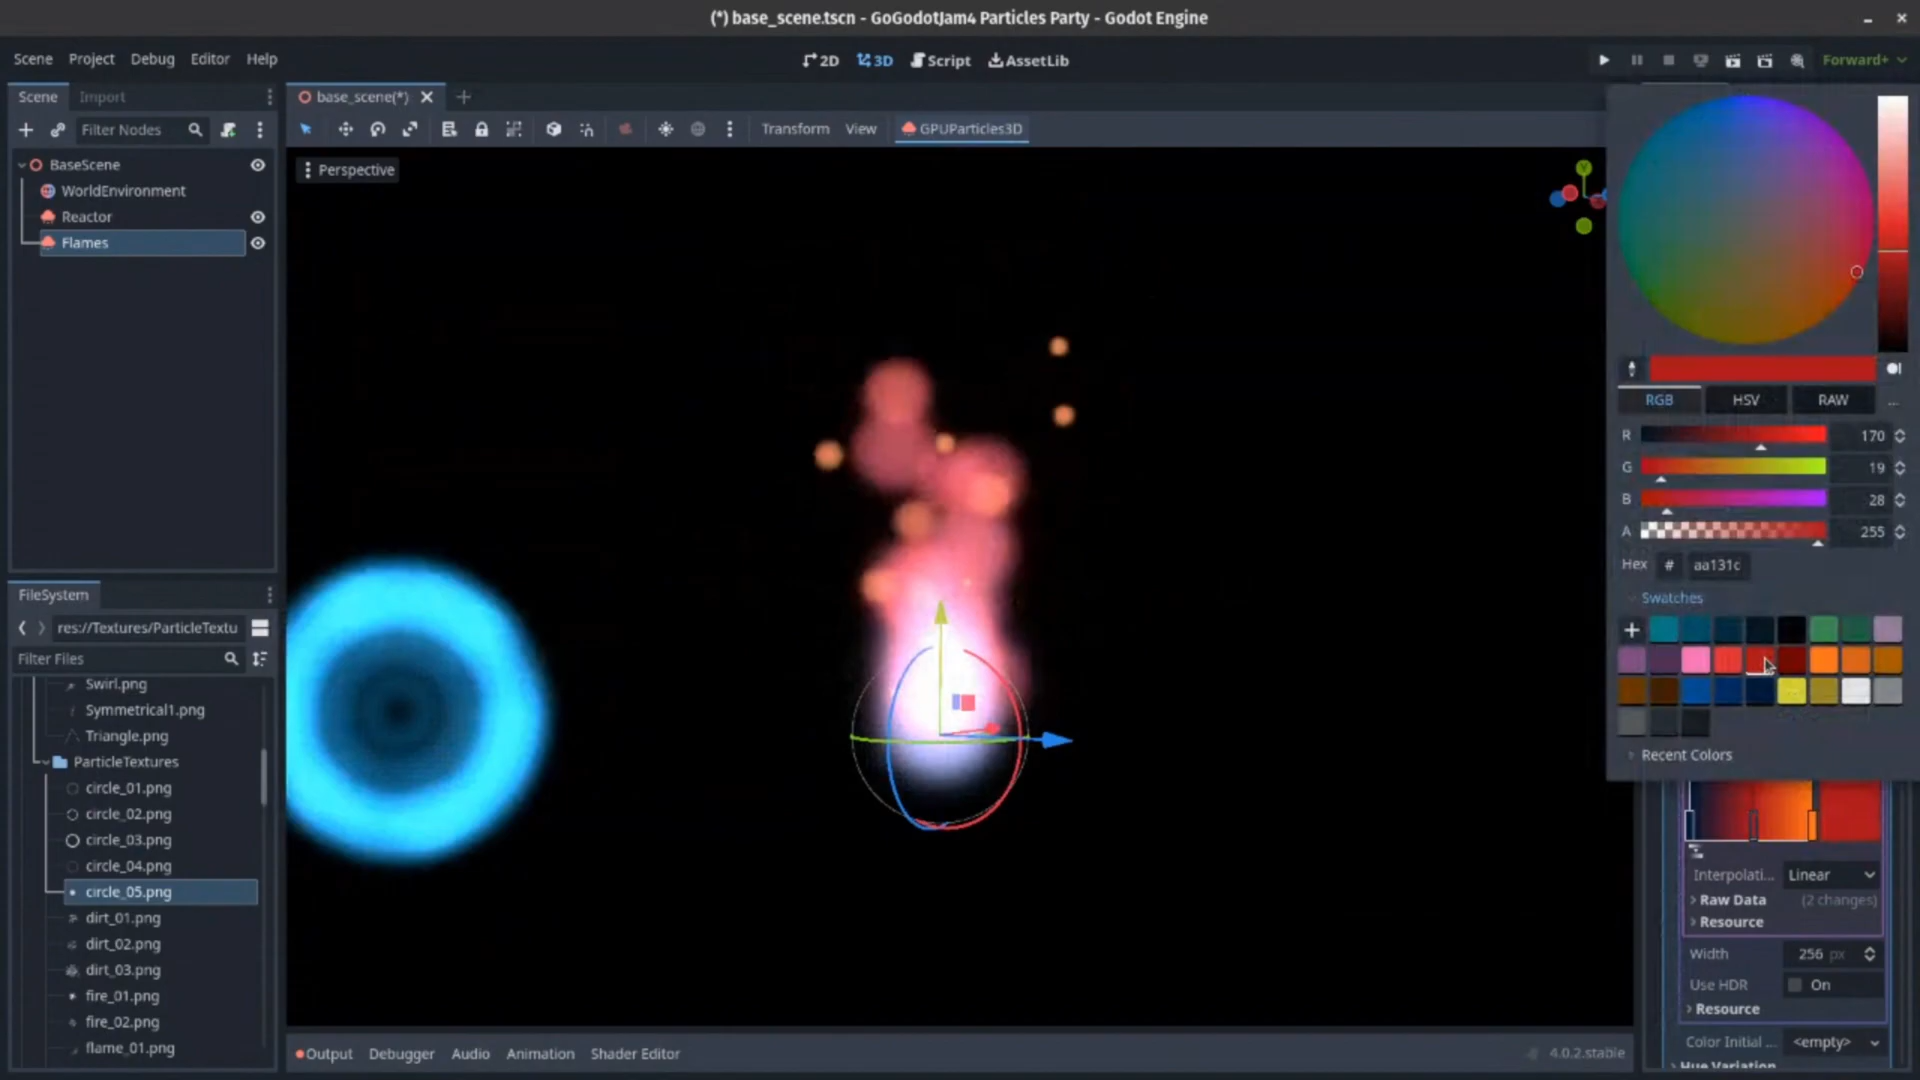 (*) base_scene.tscn - GoGodotJam4 Particles Party - Godot Engine
Scene Project Debug Editor Help
2D 3D Script AssetLib
Forward+
Scene Import
base_scene(*)
Filter Nodes
Transform View GPUParticles3D
BaseScene
WorldEnvironment
Reactor
Flames
Perspective
Y
RGB HSV RAW ...
R 170
G 19
B 28
A 255
Hex # aa131c
Swatches
Recent Colors
FileSystem
res://Textures/ParticleTextu
Filter Files
Swirl.png
Symmetrical1.png
Triangle.png
ParticleTextures
circle_01.png
circle_02.png
circle_03.png
circle_04.png
circle_05.png
dirt_01.png
dirt_02.png
dirt_03.png
fire_01.png
fire_02.png
flame_01.png
Interpolati... Linear
Raw Data (2 changes)
Resource
Width 256 px
Use HDR On
Resource
Color Initial ... <empty>
Hue Variation
Output Debugger Audio Animation Shader Editor
4.0.2.stable